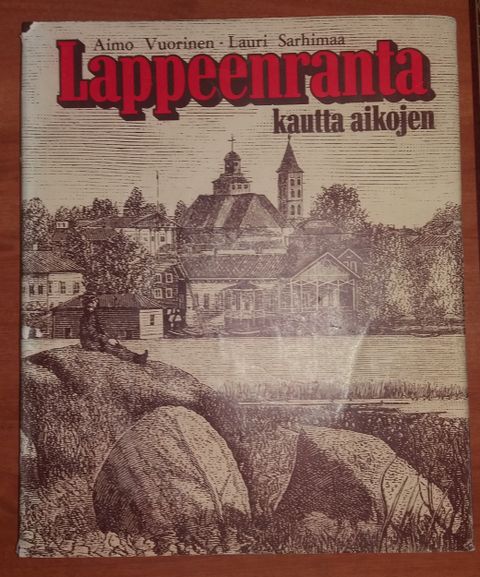 Aimo Vuorinen · Lauri Sarhimaa
Lappeenranta
kautta aikojen